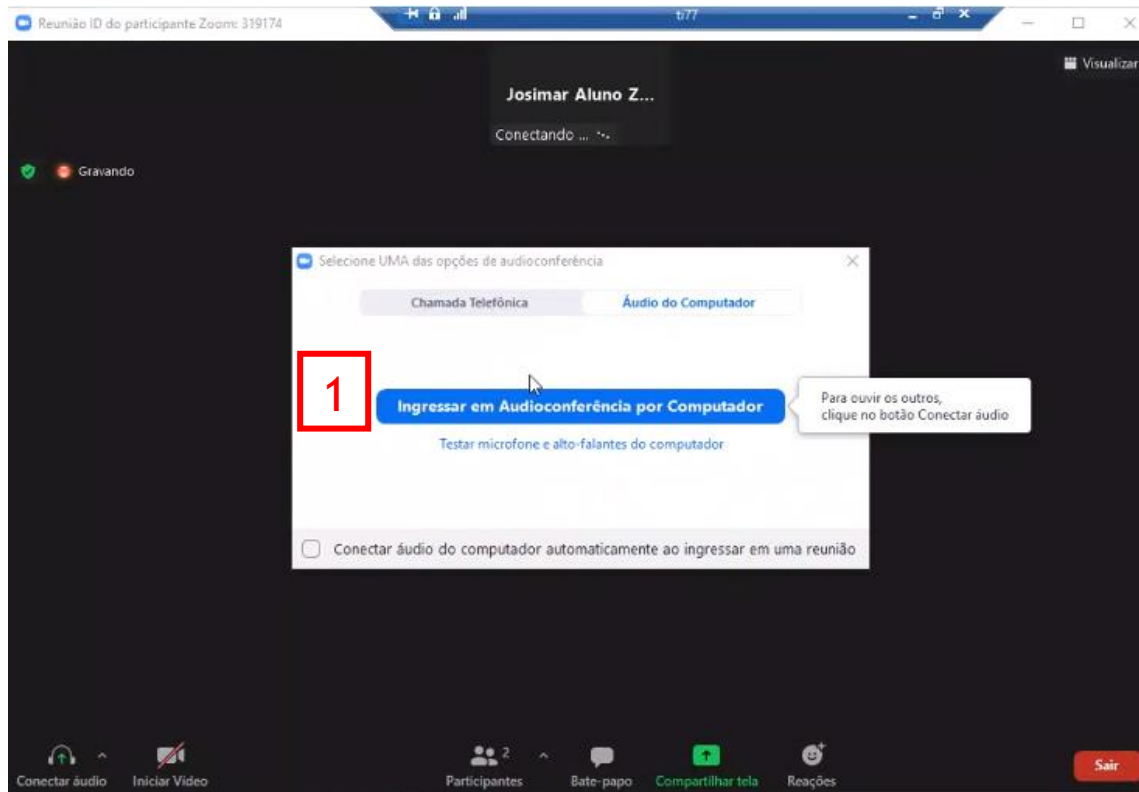 Reunião ID do participante Zoom: 319174
ti77
Visualizar
Josimar Aluno Z...
Conectando ...
Gravando
Selecione UMA das opções de audioconferência
Chamada Telefônica
Áudio do Computador
1
Ingressar em Audioconferência por Computador
Para ouvir os outros,
clique no botão Conectar áudio
Testar microfone e alto-falantes do computador
Conectar áudio do computador automaticamente ao ingressar em uma reunião
2
Conectar áudio
Iniciar Vídeo
Participantes
Bate-papo
Compartilhar tela
Reações
Sair